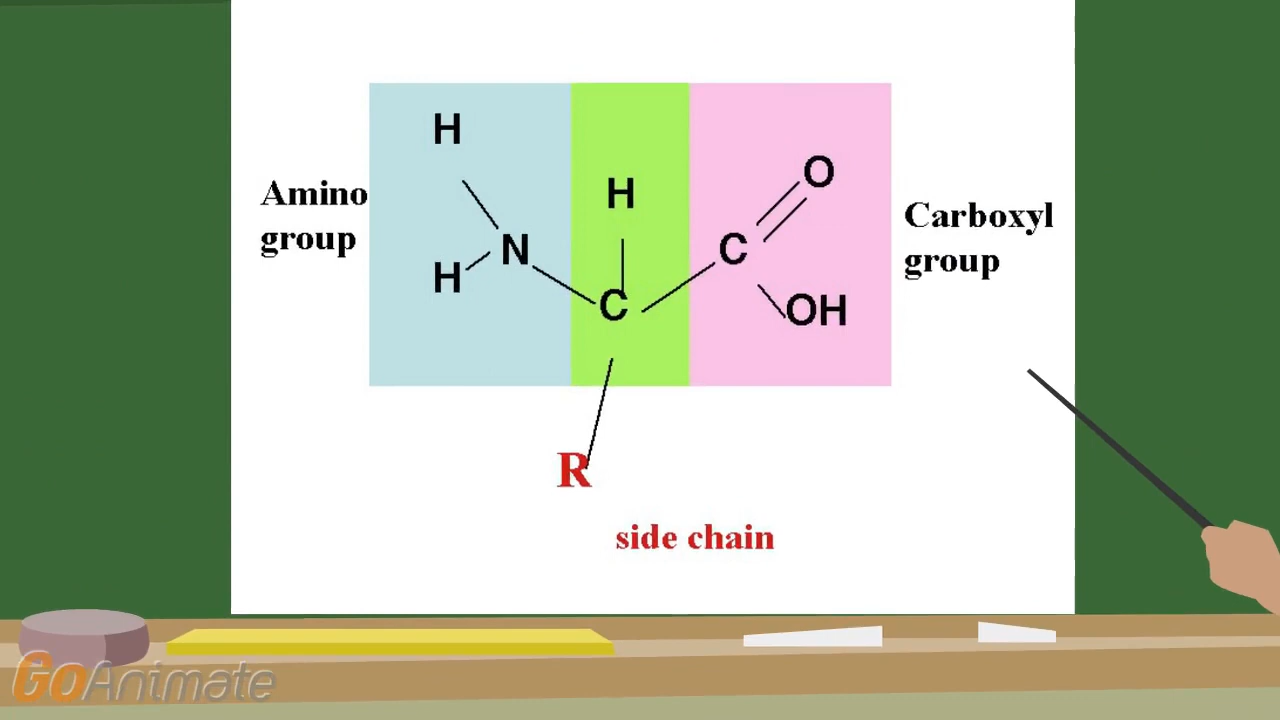 H
Amino
group
H
N
H
C
C
O
OH
Carboxyl
group
R
side chain
GoAnimate